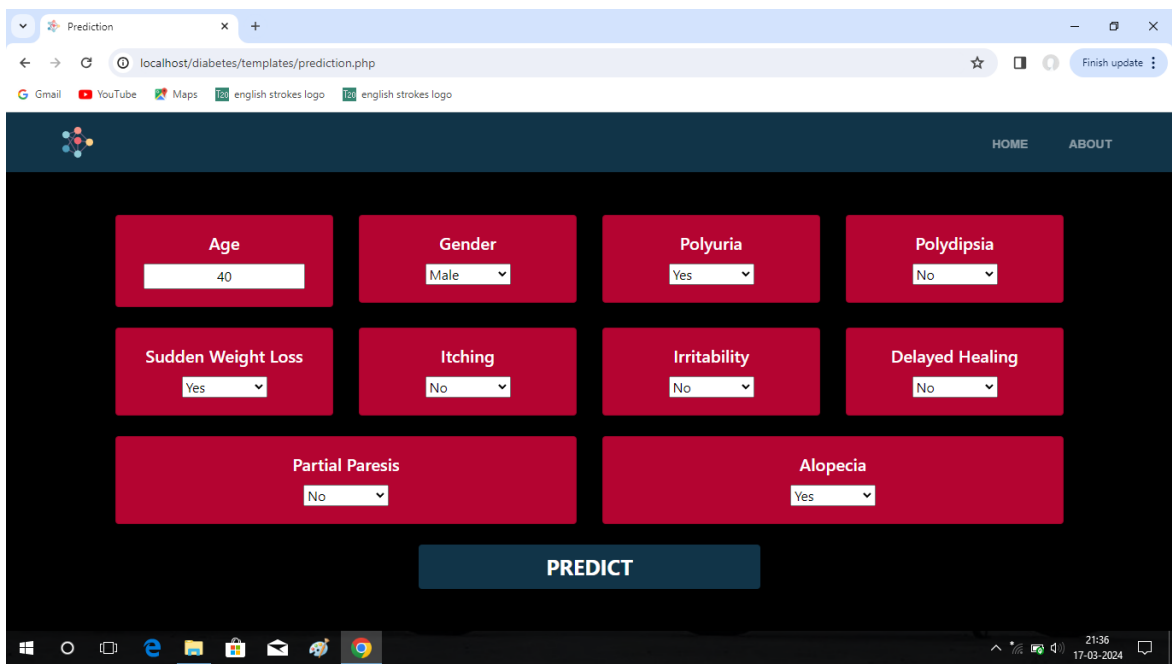 Prediction
localhost/diabetes/templates/prediction.php
Finish update
Gmail YouTube Maps T20 english strokes logo T20 english strokes logo
HOME ABOUT
Age Gender Polyuria Polydipsia
40 Male Yes No
Sudden Weight Loss Itching Irritability Delayed Healing
Yes No No No
Partial Paresis Alopecia
No Yes
PREDICT
21:36
17-03-2024